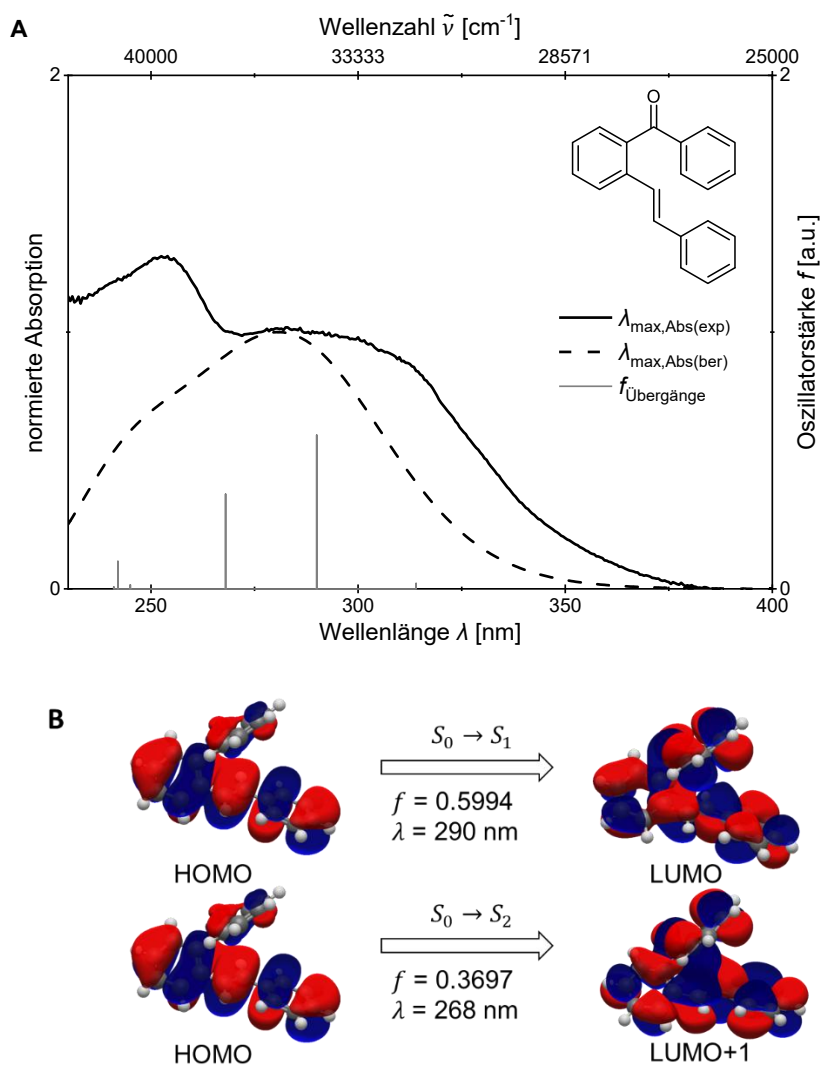 A
Wellenzahl ṽ [cm⁻¹]
40000 33333 28571 25000
2 2
O
normierte Absorption
Oszillatorstärke f [a.u.]
λmax,Abs(exp)
λmax,Abs(ber)
fÜbergänge
0 0
250 300 350 400
Wellenlänge λ [nm]
B
S₀ → S₁
f = 0.5994
λ = 290 nm
HOMO LUMO
S₀ → S₂
f = 0.3697
λ = 268 nm
HOMO LUMO+1